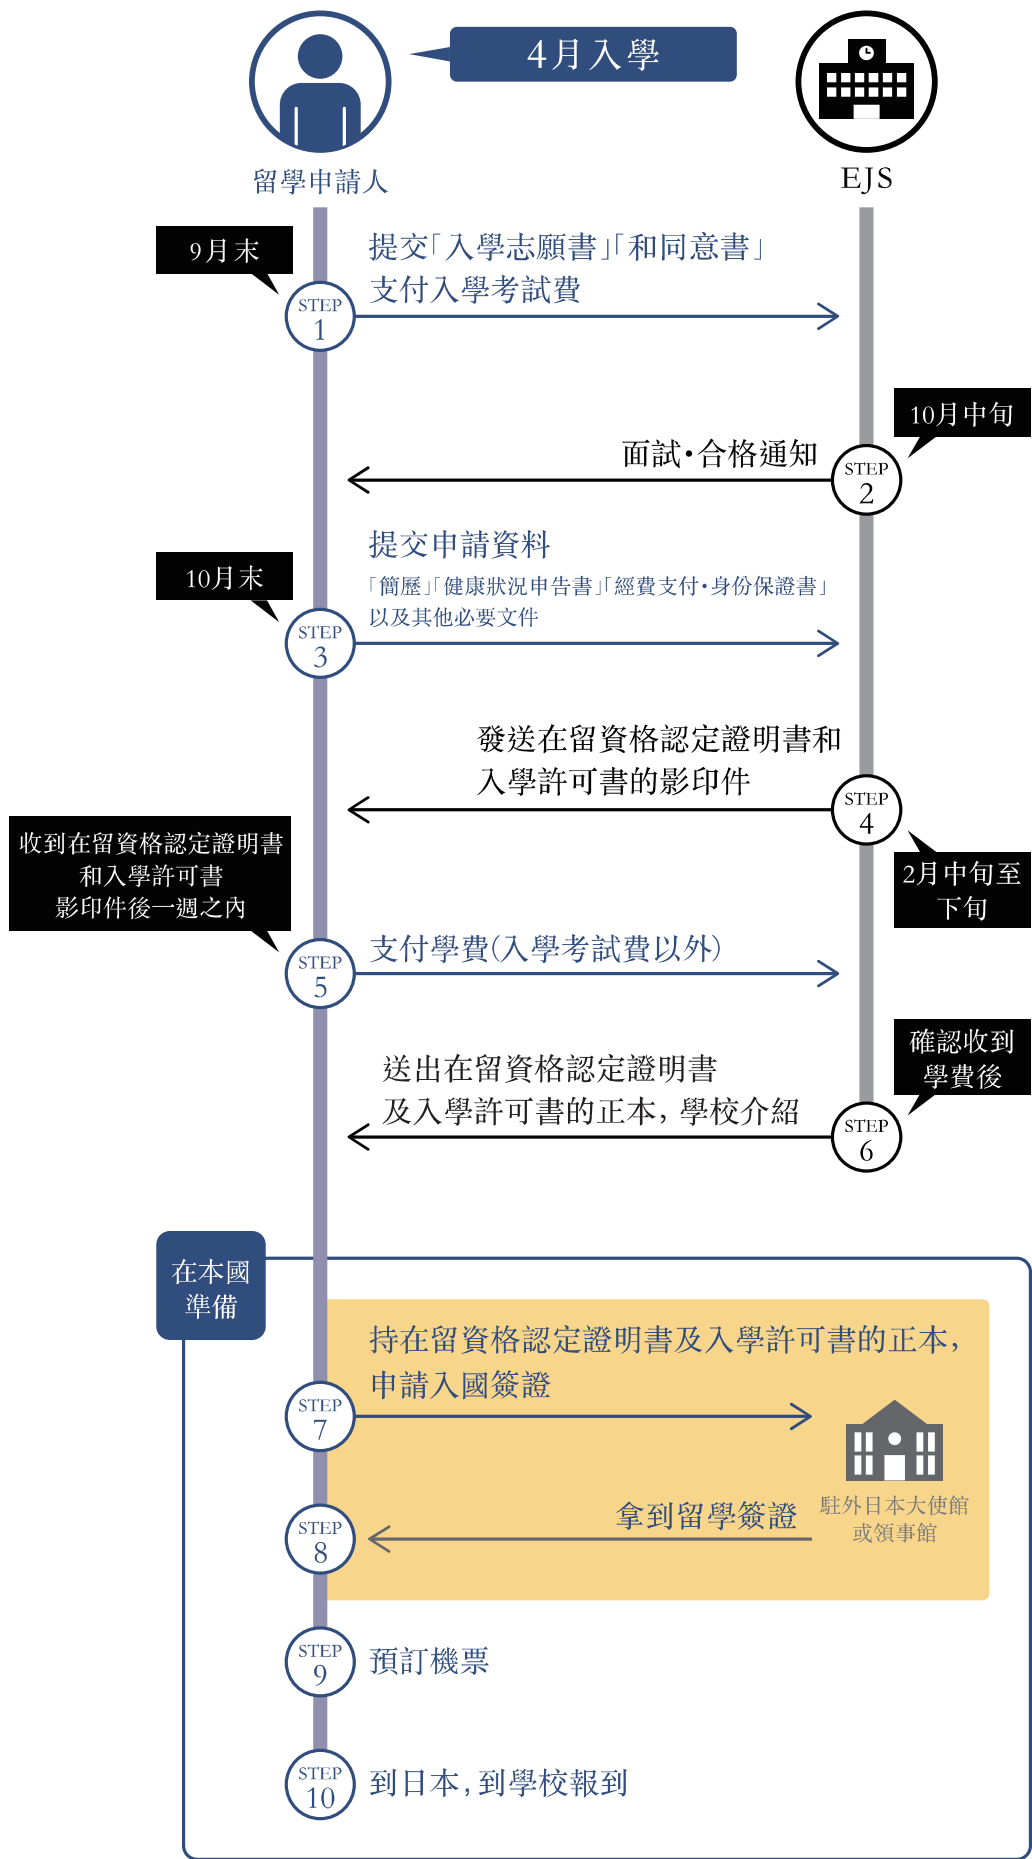 4月入學
留學申請人
EJS
9月末
提交「入學志願書」「和同意書」
支付入學考試費
STEP
1
10月中旬
面試・合格通知
STEP
2
10月末
提交申請資料
「簡歷」「健康狀況申告書」「經費支付・身份保證書」
以及其他必要文件
STEP
3
發送在留資格認定證明書和
入學許可書的影印件
STEP
4
2月中旬至
下旬
收到在留資格認定證明書
和入學許可書
影印件後一週之內
支付學費(入學考試費以外)
STEP
5
確認收到
學費後
送出在留資格認定證明書
及入學許可書的正本, 學校介紹
STEP
6
在本國
準備
持在留資格認定證明書及入學許可書的正本,
申請入國簽證
STEP
7
駐外日本大使館
或領事館
拿到留學簽證
STEP
8
STEP
9
預訂機票
STEP
10
到日本, 到學校報到